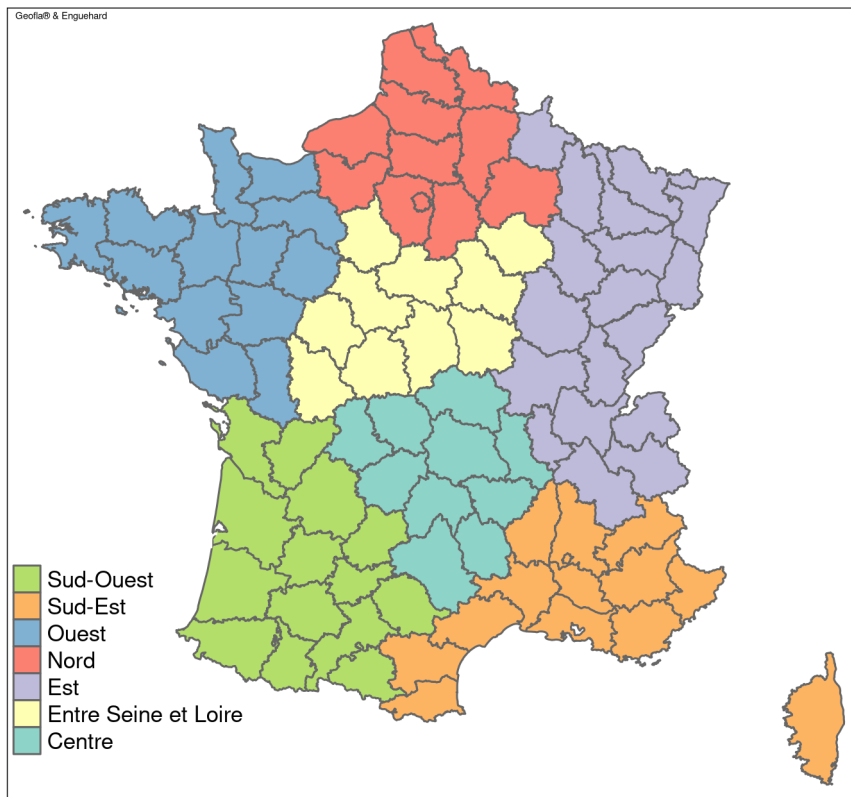 Geofla® & Enguehard
Sud-Ouest
Sud-Est
Ouest
Nord
Est
Entre Seine et Loire
Centre